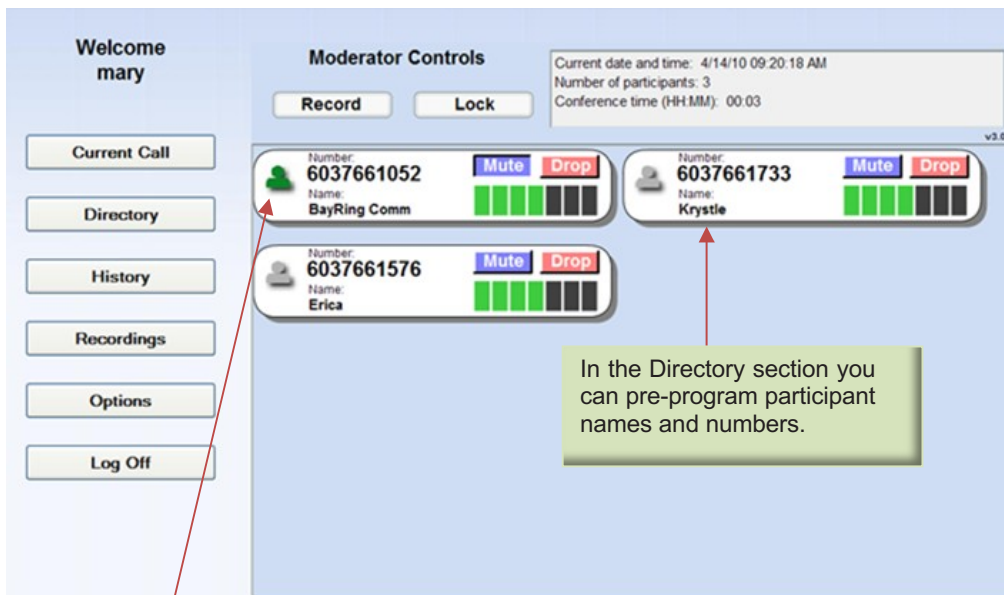 Welcome
mary
Moderator Controls
Record
Lock
Current date and time: 4/14/10 09:20:18 AM
Number of participants: 3
Conference time (HH:MM): 00:03
Current Call
Directory
History
Recordings
Options
Log Off
Number:
6037661052
Name:
BayRing Comm
Mute
Drop
Number:
6037661733
Name:
Krystle
Mute
Drop
Number:
6037661576
Name:
Erica
Mute
Drop
In the Directory section you
can pre-program participant
names and numbers.